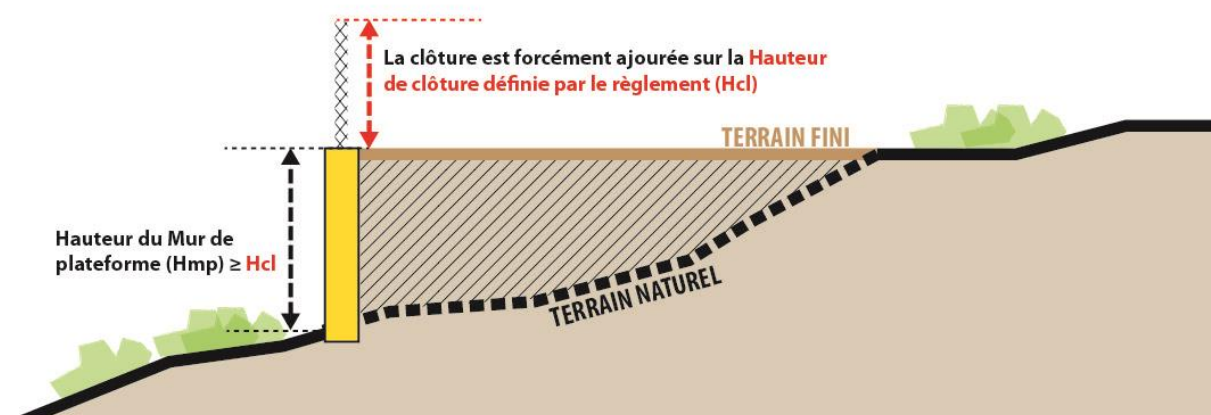 La clôture est forcément ajourée sur la Hauteur
de clôture définie par le règlement (Hcl)
TERRAIN FINI
Hauteur du Mur de
plateforme (Hmp) ≥ Hcl
TERRAIN NATUREL